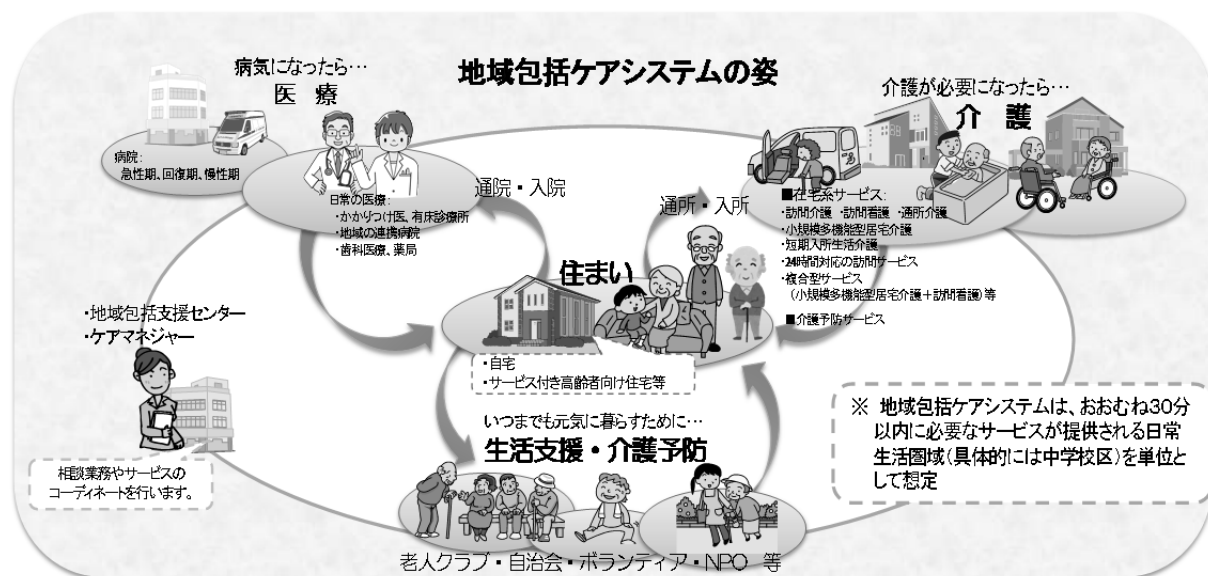 地域包括ケアシステムの姿
病気になったら…
医 療
病院:
急性期、回復期、慢性期
日常の医療:
・かかりつけ医、有床診療所
・地域の連携病院
・歯科医療、薬局
通院・入院
通所・入所
介護が必要になったら…
介 護
■在宅系サービス:
・訪問介護 ・訪問看護 ・通所介護
・小規模多機能型居宅介護
・短期入所生活介護
・24時間対応の訪問サービス
・複合型サービス
(小規模多機能型居宅介護+訪問看護)等
■介護予防サービス
住まい
・自宅
・サービス付き高齢者向け住宅等
・地域包括支援センター
・ケアマネジャー
相談業務やサービスの
コーディネートを行います。
いつまでも元気に暮らすために…
生活支援・介護予防
老人クラブ・自治会・ボランティア・NPO 等
※ 地域包括ケアシステムは、おおむね30分
以内に必要なサービスが提供される日常
生活圏域(具体的には中学校区)を単位と
して想定